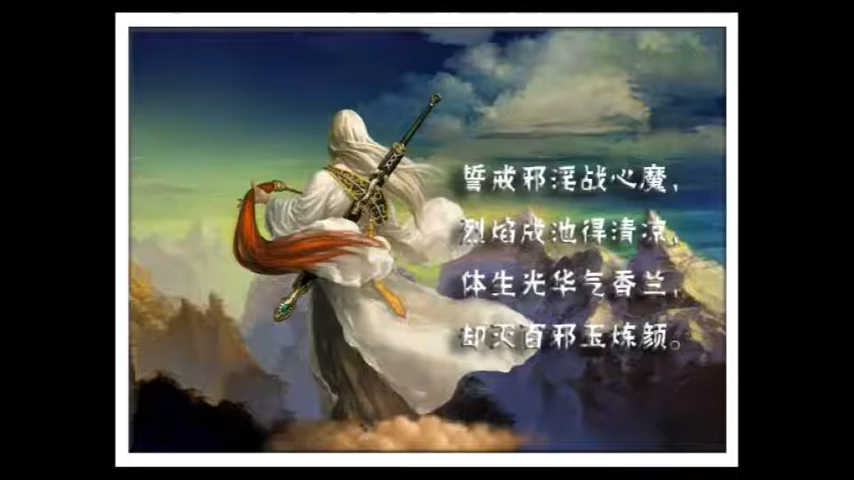 誓戒邪淫战心魔，
烈焰成池得清凉，
体生光华气香兰，
却灭百邪玉炼颜。